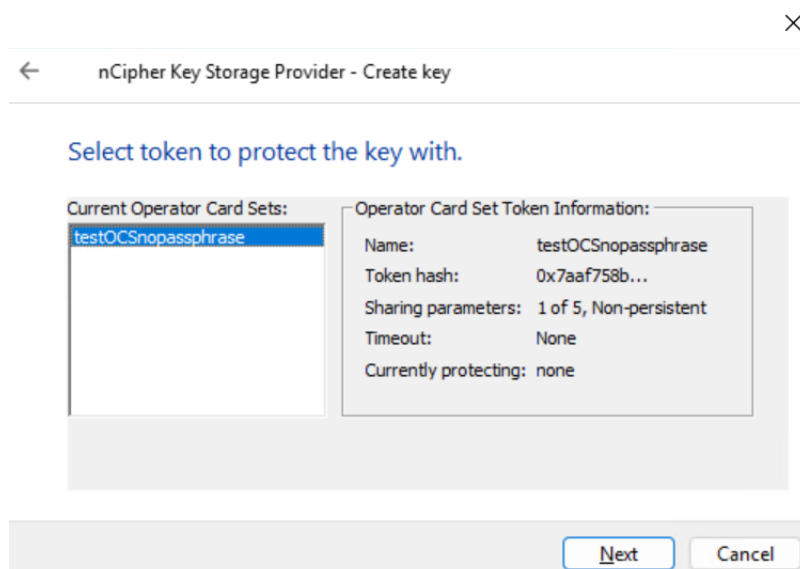 nCipher Key Storage Provider - Create key
Select token to protect the key with.
Current Operator Card Sets:
testOCSnopassphrase
Operator Card Set Token Information:
Name: testOCSnopassphrase
Token hash: 0x7aaf758b...
Sharing parameters: 1 of 5, Non-persistent
Timeout: None
Currently protecting: none
Next Cancel